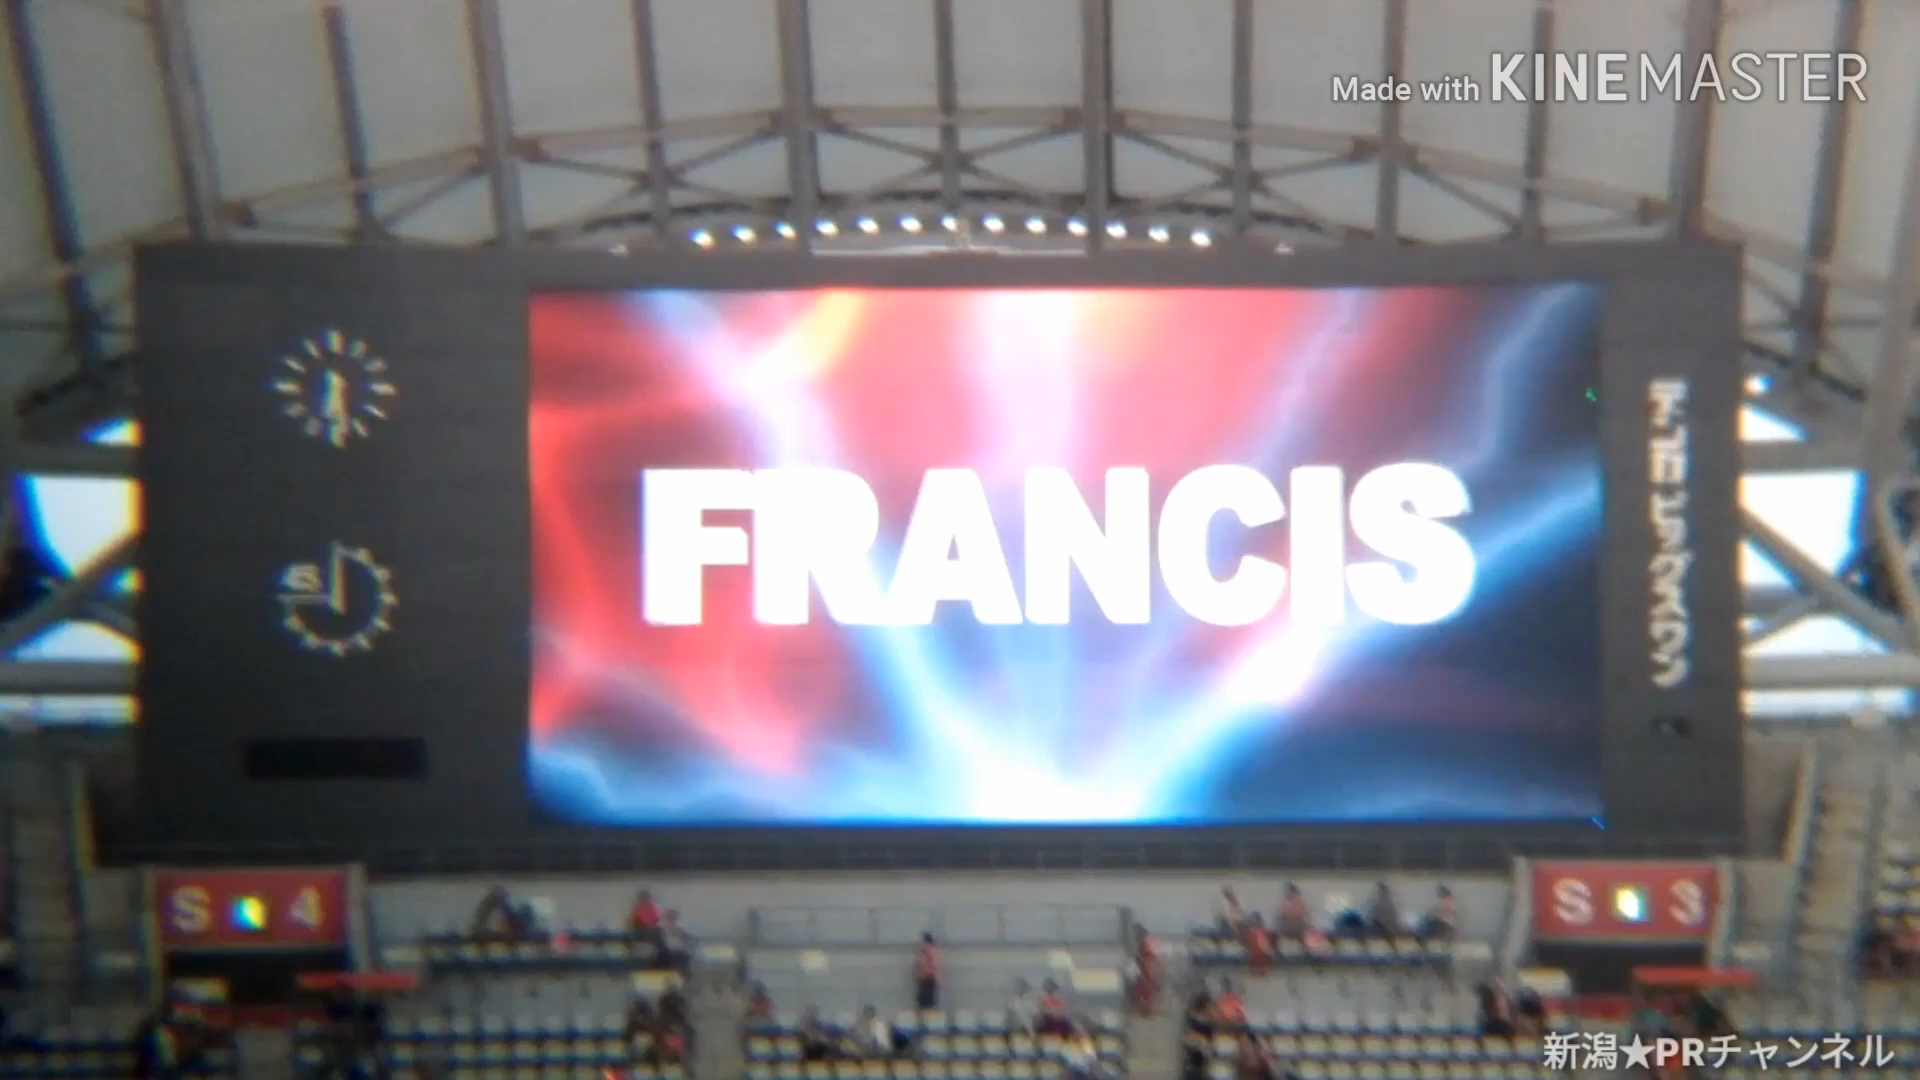 Made with KINEMASTER
FRANCIS
S 4
S 3
新潟★PRチャンネル